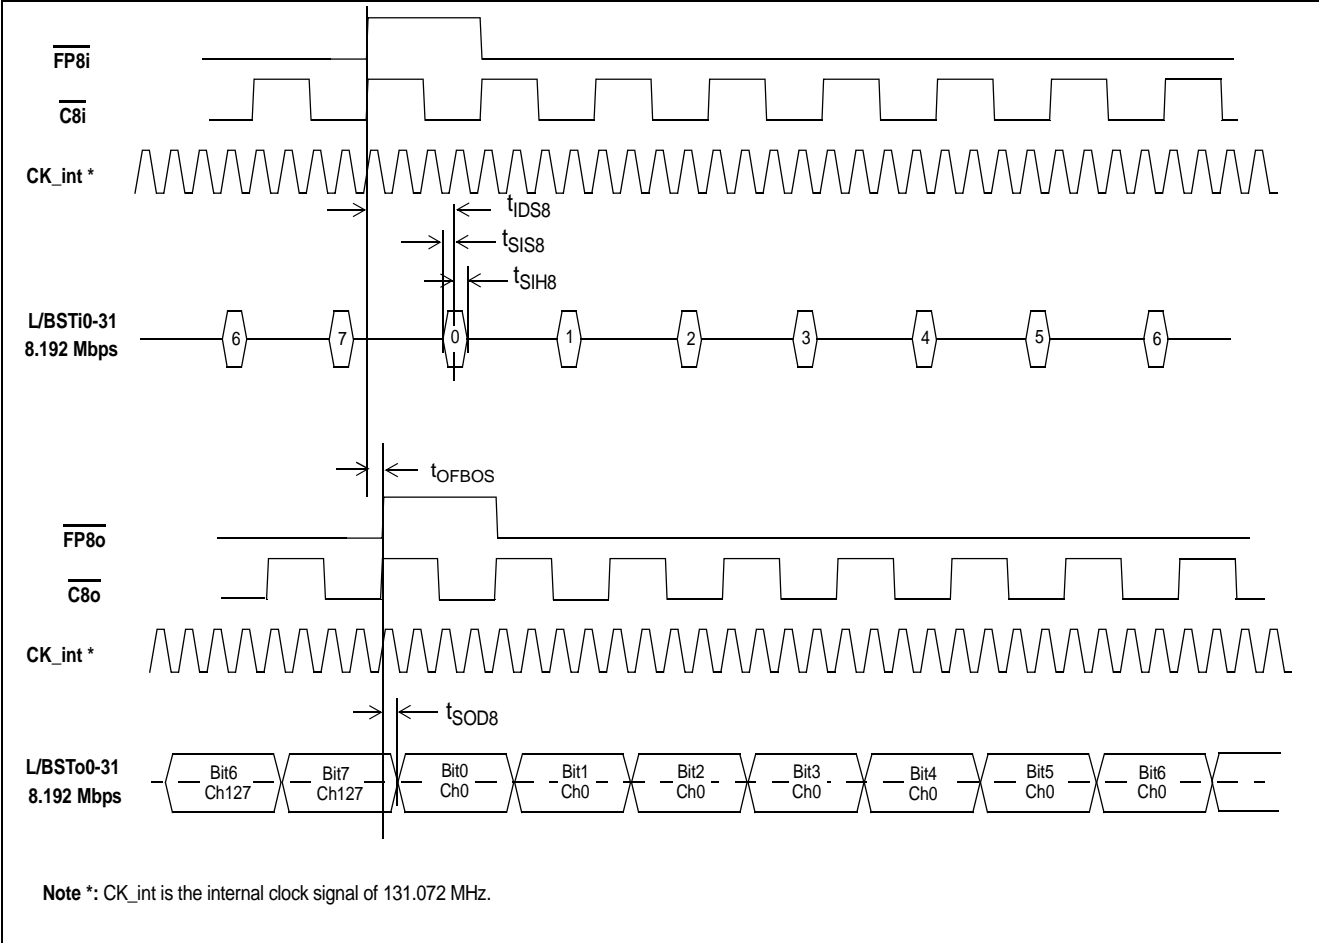 FP8i
C8i
CK_int *
tIDS8
tSIS8
tSIH8
L/BSTi0-31
8.192 Mbps
6 7 0 1 2 3 4 5 6
tOFBOS
FP8o
C8o
CK_int *
tSOD8
L/BSTo0-31
8.192 Mbps
Bit6 Bit7 Bit0 Bit1 Bit2 Bit3 Bit4 Bit5 Bit6
Ch127 Ch127 Ch0 Ch0 Ch0 Ch0 Ch0 Ch0 Ch0
Note *: CK_int is the internal clock signal of 131.072 MHz.